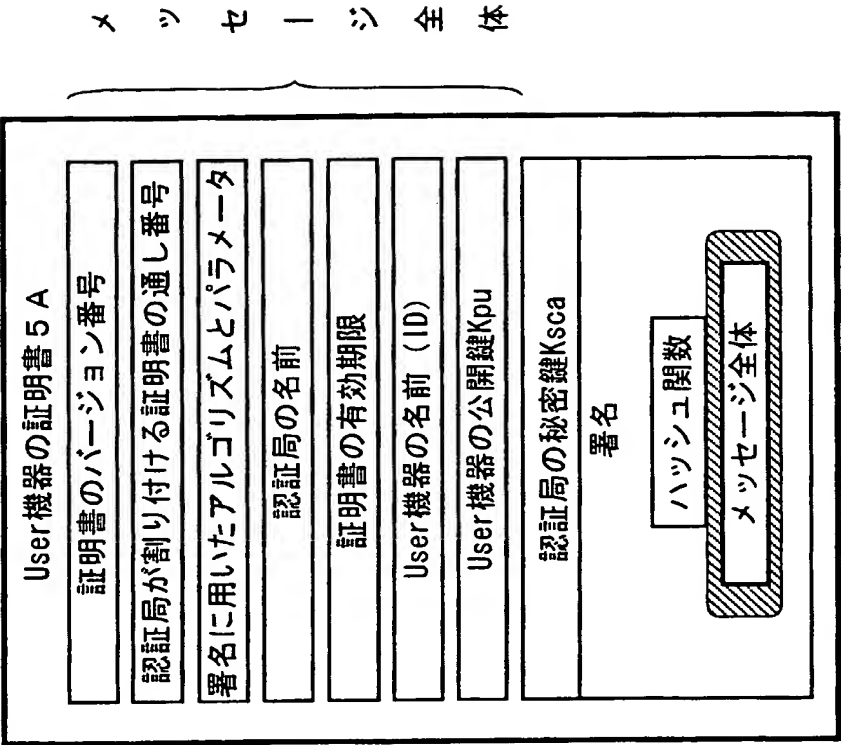 User機器の証明書5A
証明書のバージョン番号
認証局が割り付ける証明書の通し番号
署名に用いたアルゴリズムとパラメータ
認証局の名前
証明書の有効期限
User機器の名前 (ID)
User機器の公開鍵Kpu
メッセージ全体
認証局の秘密鍵Ksca
署名
ハッシュ関数
メッセージ全体